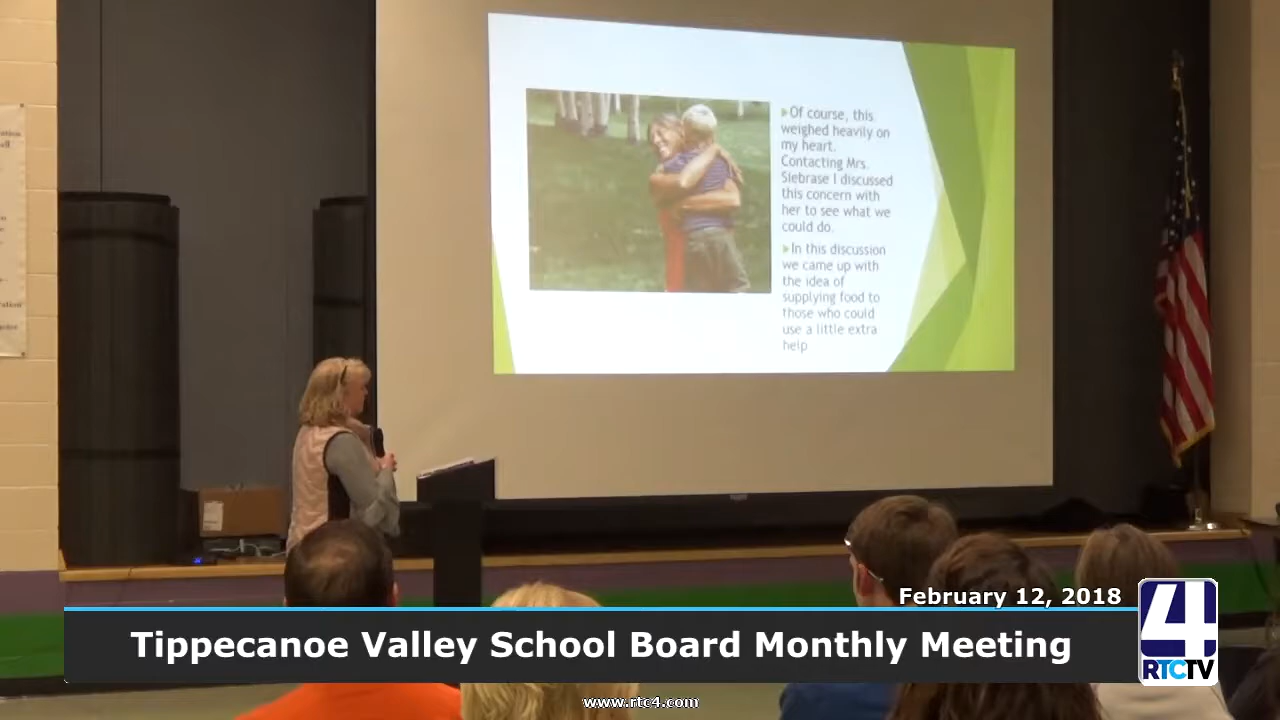 Of course, this
weighed heavily on
my heart.
Contacting Mrs.
Siebrase I discussed
this concern with
her to see what we
could do.
In this discussion
we came up with
the idea of
supplying food to
those who could
use a little extra
help
February 12, 2018
Tippecanoe Valley School Board Monthly Meeting
4
RTCTV
www.rtc4.com